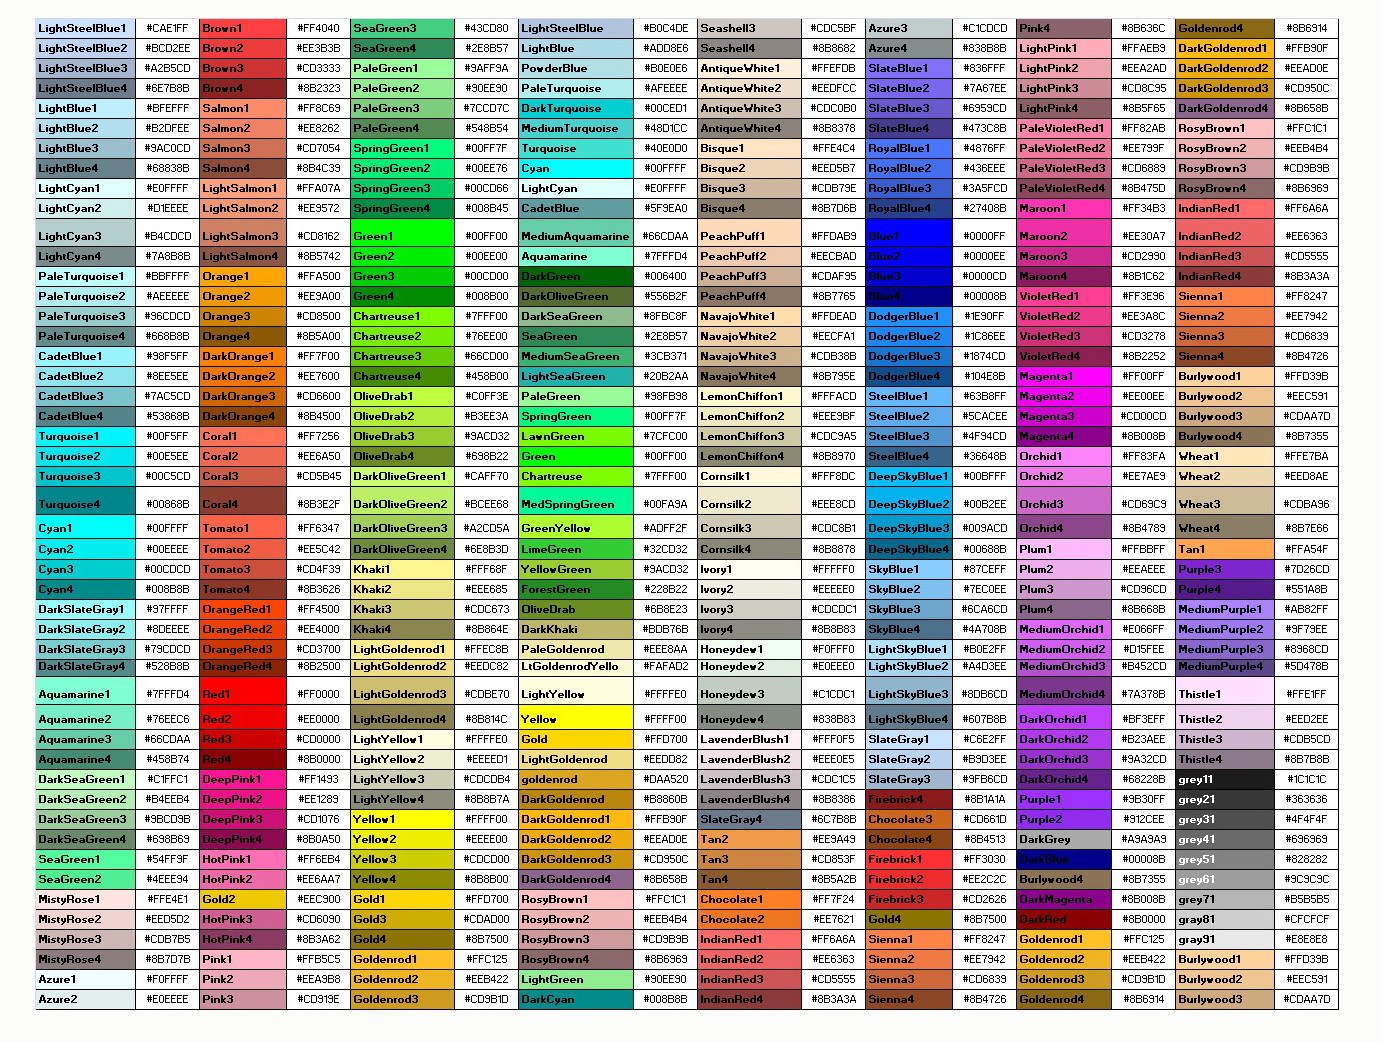 LightSteelBlue1 #CAE1FF Brown1 #FF4040 SeaGreen3 #43CD80 LightSteelBlue #B0C4DE Seashell3 #CDC5BF Azure3 #C1CDCD Pink4 #8B636C Goldenrod4 #8B6914
LightSteelBlue2 #BCD2EE Brown2 #EE3B3B SeaGreen4 #2E8B57 LightBlue #ADD8E6 Seashell4 #8B8682 Azure4 #838B8B LightPink1 #FFAEB9 DarkGoldenrod1 #FFB90F
LightSteelBlue3 #A2B5CD Brown3 #CD3333 PaleGreen1 #9AFF9A PowderBlue #B0E0E6 AntiqueWhite1 #FFEFDB SlateBlue1 #836FFF LightPink2 #EEA2AD DarkGoldenrod2 #EEAD0E
LightSteelBlue4 #6E7B8B Brown4 #8B2323 PaleGreen2 #90EE90 PaleTurquoise #AFEEEE AntiqueWhite2 #EEDFCC SlateBlue2 #7A67EE LightPink3 #CD8C95 DarkGoldenrod3 #CD950C
LightBlue1 #BFEFFF Salmon1 #FF8C69 PaleGreen3 #7CCD7C DarkTurquoise #00CED1 AntiqueWhite3 #CDC0B0 SlateBlue3 #6959CD LightPink4 #8B5F65 DarkGoldenrod4 #8B658B
LightBlue2 #B2DFEE Salmon2 #EE8262 PaleGreen4 #548B54 MediumTurquoise #48D1CC AntiqueWhite4 #8B8378 SlateBlue4 #473C8B PaleVioletRed1 #FF82AB RosyBrown1 #FFC1C1
LightBlue3 #9AC0CD Salmon3 #CD7054 SpringGreen1 #00FF7F Turquoise #40E0D0 Bisque1 #FFE4C4 RoyalBlue1 #4876FF PaleVioletRed2 #EE799F RosyBrown2 #EEB4B4
LightBlue4 #68838B Salmon4 #8B4C39 SpringGreen2 #00EE76 Cyan #00FFFF Bisque2 #EED5B7 RoyalBlue2 #436EEE PaleVioletRed3 #CD6889 RosyBrown3 #CD9B9B
LightCyan1 #E0FFFF LightSalmon1 #FFA07A SpringGreen3 #00CD66 LightCyan #E0FFFF Bisque3 #CDB79E RoyalBlue3 #3A5FCD PaleVioletRed4 #8B475D RosyBrown4 #8B6969
LightCyan2 #D1EEEE LightSalmon2 #EE9572 SpringGreen4 #008B45 CadetBlue #5F9EA0 Bisque4 #8B7D6B RoyalBlue4 #27408B Maroon1 #FF34B3 IndianRed1 #FF6A6A
LightCyan3 #B4CDCD LightSalmon3 #CD8162 Green1 #00FF00 MediumAquamarine #66CDAA PeachPuff1 #FFDAB9 Blue1 #0000FF Maroon2 #EE30A7 IndianRed2 #EE6363
LightCyan4 #7A8B8B LightSalmon4 #8B5742 Green2 #00EE00 Aquamarine #7FFFD4 PeachPuff2 #EECBAD Blue2 #0000EE Maroon3 #CD2990 IndianRed3 #CD5555
PaleTurquoise1 #BBFFFF Orange1 #FFA500 Green3 #00CD00 DarkGreen #006400 PeachPuff3 #CDAF95 Blue3 #0000CD Maroon4 #8B1C62 IndianRed4 #8B3A3A
PaleTurquoise2 #AEEEEE Orange2 #EE9A00 Green4 #008B00 DarkOliveGreen #556B2F PeachPuff4 #8B7765 Blue4 #00008B VioletRed1 #FF3E96 Sienna1 #FF8247
PaleTurquoise3 #96CDCD Orange3 #CD8500 Chartreuse1 #7FFF00 DarkSeaGreen #8FBC8F NavajoWhite1 #FFDEAD DodgerBlue1 #1E90FF VioletRed2 #EE3A8C Sienna2 #EE7942
PaleTurquoise4 #668B8B Orange4 #8B5A00 Chartreuse2 #76EE00 SeaGreen #2E8B57 NavajoWhite2 #EECFA1 DodgerBlue2 #1C86EE VioletRed3 #CD3278 Sienna3 #CD6839
CadetBlue1 #98F5FF DarkOrange1 #FF7F00 Chartreuse3 #66CD00 MediumSeaGreen #3CB371 NavajoWhite3 #CDB38B DodgerBlue3 #1874CD VioletRed4 #8B2252 Sienna4 #8B4726
CadetBlue2 #8EE5EE DarkOrange2 #EE7600 Chartreuse4 #458B00 LightSeaGreen #20B2AA NavajoWhite4 #8B795E DodgerBlue4 #104E8B Magenta1 #FF00FF Burlywood1 #FFD39B
CadetBlue3 #7AC5CD DarkOrange3 #CD6600 OliveDrab1 #C0FF3E PaleGreen #98FB98 LemonChiffon1 #FFFACD SteelBlue1 #63B8FF Magenta2 #EE00EE Burlywood2 #EEC591
CadetBlue4 #53868B DarkOrange4 #8B4500 OliveDrab2 #B3EE3A SpringGreen #00FF7F LemonChiffon2 #EEE9BF SteelBlue2 #5CACEE Magenta3 #CD00CD Burlywood3 #CDAA7D
Turquoise1 #00F5FF Coral1 #FF7256 OliveDrab3 #9ACD32 LawnGreen #7CFC00 LemonChiffon3 #CDC9A5 SteelBlue3 #4F94CD Magenta4 #8B008B Burlywood4 #8B7355
Turquoise2 #00E5EE Coral2 #EE6A50 OliveDrab4 #698B22 Green #00FF00 LemonChiffon4 #8B8970 SteelBlue4 #36648B Orchid1 #FF83FA Wheat1 #FFE7BA
Turquoise3 #00C5CD Coral3 #CD5B45 DarkOliveGreen1 #CAFF70 Chartreuse #7FFF00 Cornsilk1 #FFF8DC DeepSkyBlue1 #00BFFF Orchid2 #EE7AE9 Wheat2 #EED8AE
Turquoise4 #00868B Coral4 #8B3E2F DarkOliveGreen2 #BCEE68 MedSpringGreen #00FA9A Cornsilk2 #EEE8CD DeepSkyBlue2 #00B2EE Orchid3 #CD69C9 Wheat3 #CDBA96
Cyan1 #00FFFF Tomato1 #FF6347 DarkOliveGreen3 #A2CD5A GreenYellow #ADFF2F Cornsilk3 #CDC8B1 DeepSkyBlue3 #009ACD Orchid4 #8B4789 Wheat4 #8B7E66
Cyan2 #00EEEE Tomato2 #EE5C42 DarkOliveGreen4 #6E8B3D LimeGreen #32CD32 Cornsilk4 #8B8878 DeepSkyBlue4 #00688B Plum1 #FFBBFF Tan1 #FFA54F
Cyan3 #00CDCD Tomato3 #CD4F39 Khaki1 #FFF68F YellowGreen #9ACD32 Ivory1 #FFFFF0 SkyBlue1 #87CEFF Plum2 #EEAEEE Purple3 #7D26CD
Cyan4 #008B8B Tomato4 #8B3626 Khaki2 #EEE685 ForestGreen #228B22 Ivory2 #EEEEE0 SkyBlue2 #7EC0EE Plum3 #CD96CD Purple4 #551A8B
DarkSlateGray1 #97FFFF OrangeRed1 #FF4500 Khaki3 #CDC673 OliveDrab #6B8E23 Ivory3 #CDCDC1 SkyBlue3 #6CA6CD Plum4 #8B668B MediumPurple1 #AB82FF
DarkSlateGray2 #8DEEEE OrangeRed2 #EE4000 Khaki4 #8B864E DarkKhaki #BDB76B Ivory4 #8B8B83 SkyBlue4 #4A708B MediumOrchid1 #E066FF MediumPurple2 #9F79EE
DarkSlateGray3 #79CDCD OrangeRed3 #CD3700 LightGoldenrod1 #FFEC8B PaleGoldenrod #EEE8AA Honeydew1 #F0FFF0 LightSkyBlue1 #B0E2FF MediumOrchid2 #D15FEE MediumPurple3 #8968CD
DarkSlateGray4 #528B8B OrangeRed4 #8B2500 LightGoldenrod2 #EEDC82 LtGoldenrodYello #FAFAD2 Honeydew2 #E0EEE0 LightSkyBlue2 #A4D3EE MediumOrchid3 #B452CD MediumPurple4 #5D478B
Aquamarine1 #7FFFD4 Red1 #FF0000 LightGoldenrod3 #CDBE70 LightYellow #FFFFE0 Honeydew3 #C1CDC1 LightSkyBlue3 #8DB6CD MediumOrchid4 #7A378B Thistle1 #FFE1FF
Aquamarine2 #76EEC6 Red2 #EE0000 LightGoldenrod4 #8B814C Yellow #FFFF00 Honeydew4 #838B83 LightSkyBlue4 #607B8B DarkOrchid1 #BF3EFF Thistle2 #EED2EE
Aquamarine3 #66CDAA Red3 #CD0000 LightYellow1 #FFFFE0 Gold #FFD700 LavenderBlush1 #FFF0F5 SlateGray1 #C6E2FF DarkOrchid2 #B23AEE Thistle3 #CDB5CD
Aquamarine4 #458B74 Red4 #8B0000 LightYellow2 #EEEED1 LightGoldenrod #EEDD82 LavenderBlush2 #EEE0E5 SlateGray2 #B9D3EE DarkOrchid3 #9A32CD Thistle4 #8B7B8B
DarkSeaGreen1 #C1FFC1 DeepPink1 #FF1493 LightYellow3 #CDCDB4 goldenrod #DAA520 LavenderBlush3 #CDC1C5 SlateGray3 #9FB6CD DarkOrchid4 #68228B grey11 #1C1C1C
DarkSeaGreen2 #B4EEB4 DeepPink2 #EE1289 LightYellow4 #8B8B7A DarkGoldenrod #B8860B LavenderBlush4 #8B8386 Firebrick4 #8B1A1A Purple1 #9B30FF grey21 #363636
DarkSeaGreen3 #9BCD9B DeepPink3 #CD1076 Yellow1 #FFFF00 DarkGoldenrod1 #FFB90F SlateGray4 #6C7B8B Chocolate3 #CD661D Purple2 #912CEE grey31 #4F4F4F
DarkSeaGreen4 #698B69 DeepPink4 #8B0A50 Yellow2 #EEEE00 DarkGoldenrod2 #EEAD0E Tan2 #EE9A49 Chocolate4 #8B4513 DarkGrey #A9A9A9 grey41 #696969
SeaGreen1 #54FF9F HotPink1 #FF6EB4 Yellow3 #CDCD00 DarkGoldenrod3 #CD950C Tan3 #CD853F Firebrick1 #FF3030 DarkBlue #00008B grey51 #828282
SeaGreen2 #4EEE94 HotPink2 #EE6AA7 Yellow4 #8B8B00 DarkGoldenrod4 #8B658B Tan4 #8B5A2B Firebrick2 #EE2C2C Burlywood4 #8B7355 grey61 #9C9C9C
MistyRose1 #FFE4E1 Gold2 #EEC900 Gold1 #FFD700 RosyBrown1 #FFC1C1 Chocolate1 #FF7F24 Firebrick3 #CD2626 DarkMagenta #8B008B grey71 #B5B5B5
MistyRose2 #EED5D2 HotPink3 #CD6090 Gold3 #CDAD00 RosyBrown2 #EEB4B4 Chocolate2 #EE7621 Gold4 #8B7500 DarkRed #8B0000 gray81 #CFCFCF
MistyRose3 #CDB7B5 HotPink4 #8B3A62 Gold4 #8B7500 RosyBrown3 #CD9B9B IndianRed1 #FF6A6A Sienna1 #FF8247 Goldenrod1 #FFC125 gray91 #E8E8E8
MistyRose4 #8B7D7B Pink1 #FFB5C5 Goldenrod1 #FFC125 RosyBrown4 #8B6969 IndianRed2 #EE6363 Sienna2 #EE7942 Goldenrod2 #EEB422 Burlywood1 #FFD39B
Azure1 #F0FFFF Pink2 #EEA9B8 Goldenrod2 #EEB422 LightGreen #90EE90 IndianRed3 #CD5555 Sienna3 #CD6839 Goldenrod3 #CD9B1D Burlywood2 #EEC591
Azure2 #E0EEEE Pink3 #CD919E Goldenrod3 #CD9B1D DarkCyan #008B8B IndianRed4 #8B3A3A Sienna4 #8B4726 Goldenrod4 #8B6914 Burlywood3 #CDAA7D